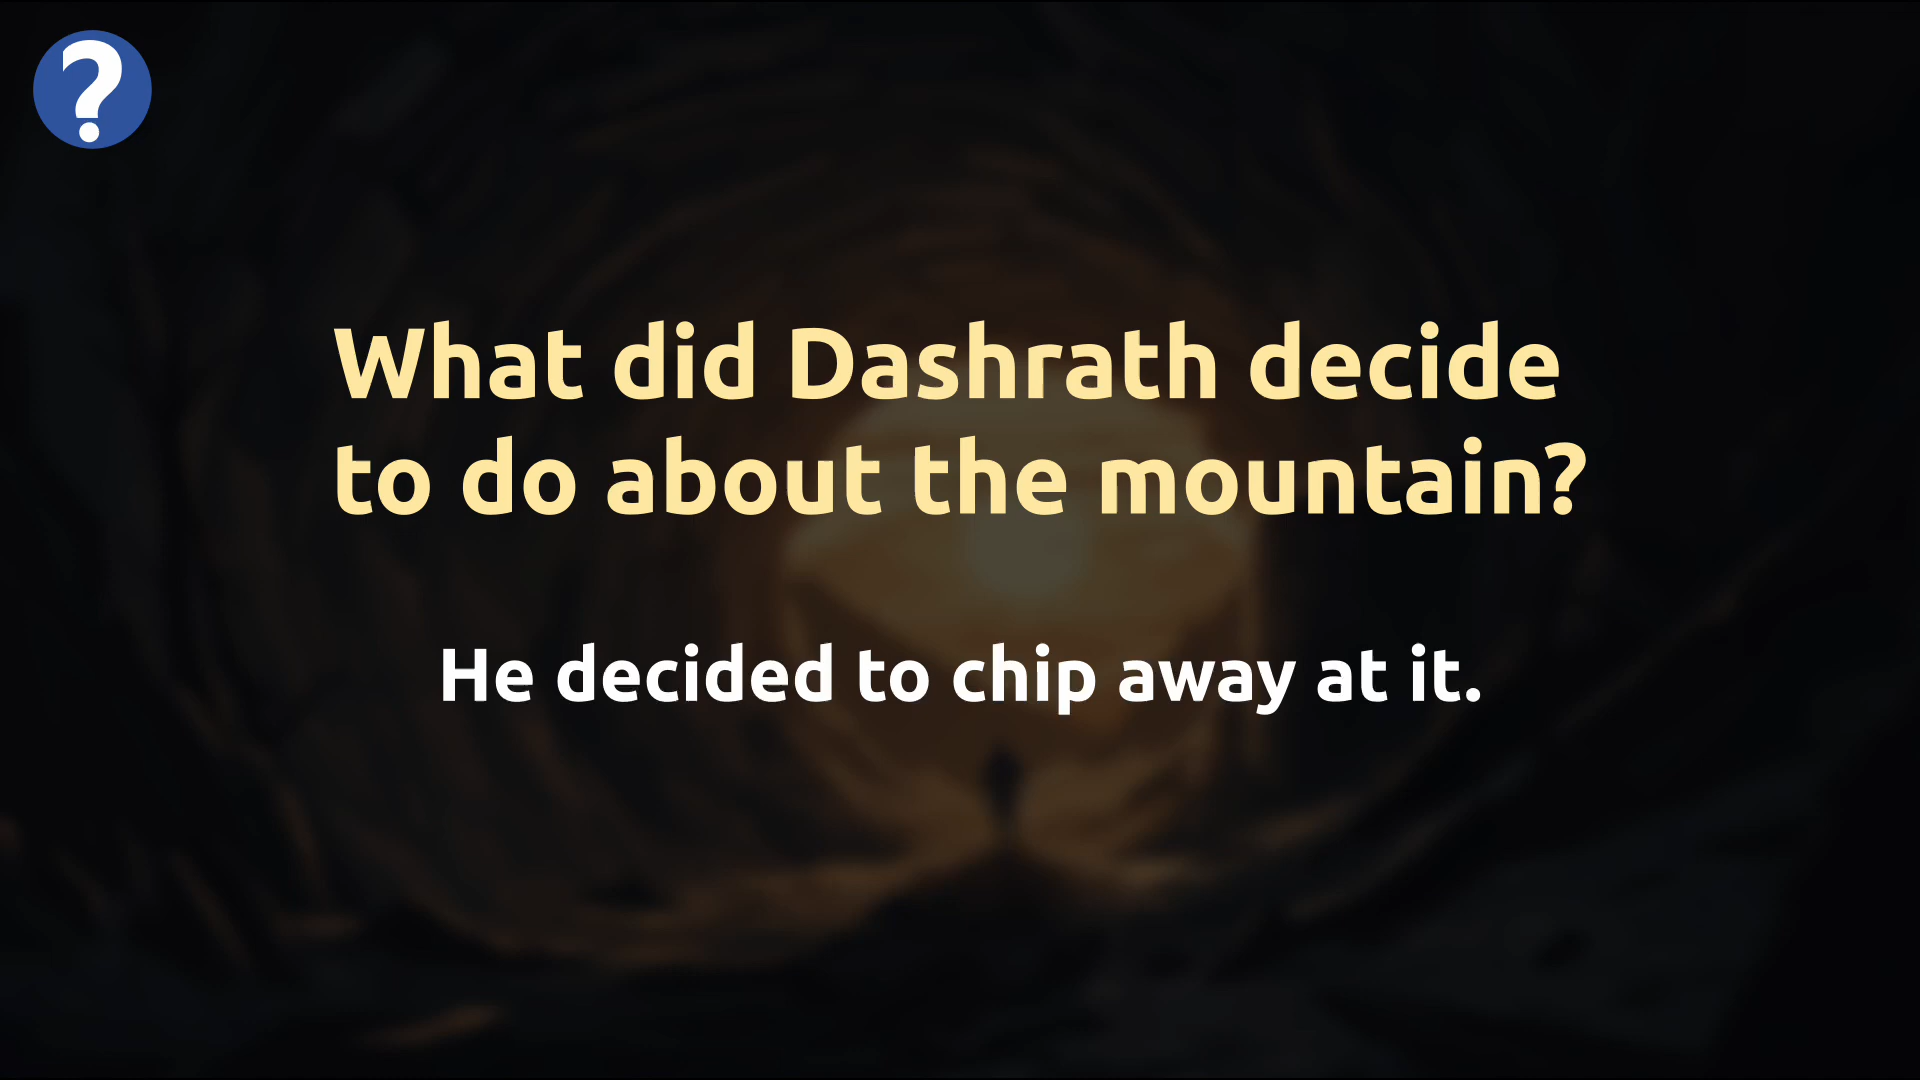 ?
What did Dashrath decide
to do about the mountain?
He decided to chip away at it.